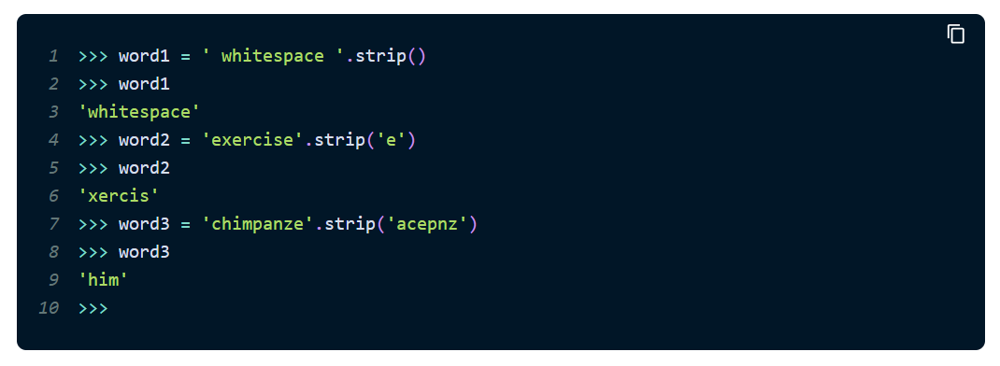 1 >>> word1 = ' whitespace '.strip()
2 >>> word1
3 'whitespace'
4 >>> word2 = 'exercise'.strip('e')
5 >>> word2
6 'xercis'
7 >>> word3 = 'chimpanze'.strip('acepnz')
8 >>> word3
9 'him'
10 >>>